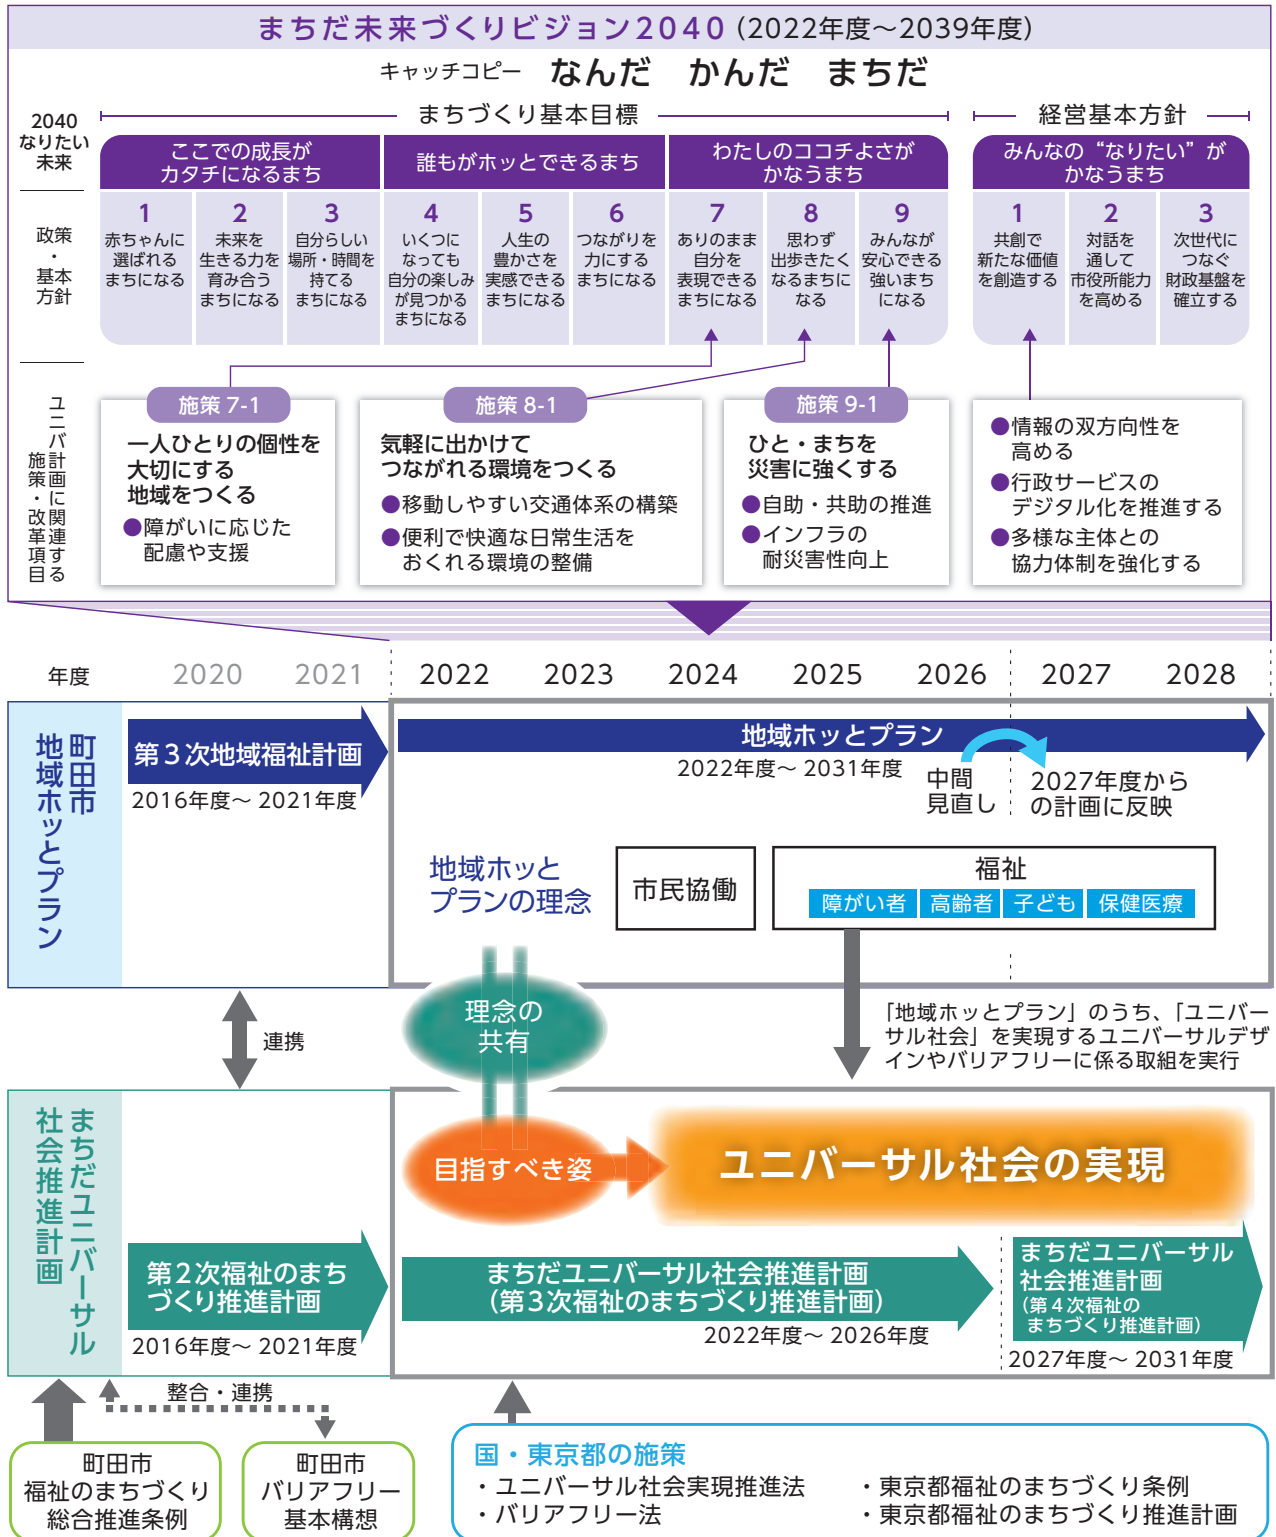 まちだ未来づくりビジョン2040（2022年度～2039年度）
キャッチコピー なんだ かんだ まちだ
2040
なりたい
未来
まちづくり基本目標
経営基本方針
ここでの成長が
カタチになるまち
誰もがホッとできるまち
わたしのココチよさが
かなうまち
みんなの“なりたい”が
かなうまち
政策
・
基本
方針
1
赤ちゃんに
選ばれる
まちになる
2
未来を
生きる力を
育み合う
まちになる
3
自分らしい
場所・時間を
持てる
まちになる
4
いくつに
なっても
自分の楽しみ
が見つかる
まちになる
5
人生の
豊かさを
実感できる
まちになる
6
つながりを
力にする
まちになる
7
ありのまま
自分を
表現できる
まちになる
8
思わず
出歩きたく
なるまちに
なる
9
みんなが
安心できる
強いまち
になる
1
共創で
新たな価値
を創造する
2
対話を
通して
市役所能力
を高める
3
次世代に
つなぐ
財政基盤を
確立する
ユニバ計画に関連する
施策・改革項目
施策 7-1
一人ひとりの個性を
大切にする
地域をつくる
●障がいに応じた
配慮や支援
施策 8-1
気軽に出かけて
つながれる環境をつくる
●移動しやすい交通体系の構築
●便利で快適な日常生活を
おくれる環境の整備
施策 9-1
ひと・まちを
災害に強くする
●自助・共助の推進
●インフラの
耐災害性向上
●情報の双方向性を
高める
●行政サービスの
デジタル化を推進する
●多様な主体との
協力体制を強化する
年度 2020 2021 2022 2023 2024 2025 2026 2027 2028
町田市
地域ホッとプラン
第３次地域福祉計画
2016年度～2021年度
地域ホッとプラン
2022年度～2031年度
中間
見直し
2027年度から
の計画に反映
地域ホッと
プランの理念
市民協働
福祉
障がい者 高齢者 子ども 保健医療
理念の
共有
連携
「地域ホッとプラン」のうち、「ユニバー
サル社会」を実現するユニバーサルデザ
インやバリアフリーに係る取組を実行
まちだユニバーサル
社会推進計画
目指すべき姿
ユニバーサル社会の実現
第２次福祉のまち
づくり推進計画
2016年度～2021年度
まちだユニバーサル社会推進計画
（第３次福祉のまちづくり推進計画）
2022年度～2026年度
まちだユニバーサル
社会推進計画
（第４次福祉の
まちづくり推進計画）
2027年度～2031年度
整合・連携
町田市
福祉のまちづくり
総合推進条例
町田市
バリアフリー
基本構想
国・東京都の施策
・ユニバーサル社会実現推進法
・バリアフリー法
・東京都福祉のまちづくり条例
・東京都福祉のまちづくり推進計画